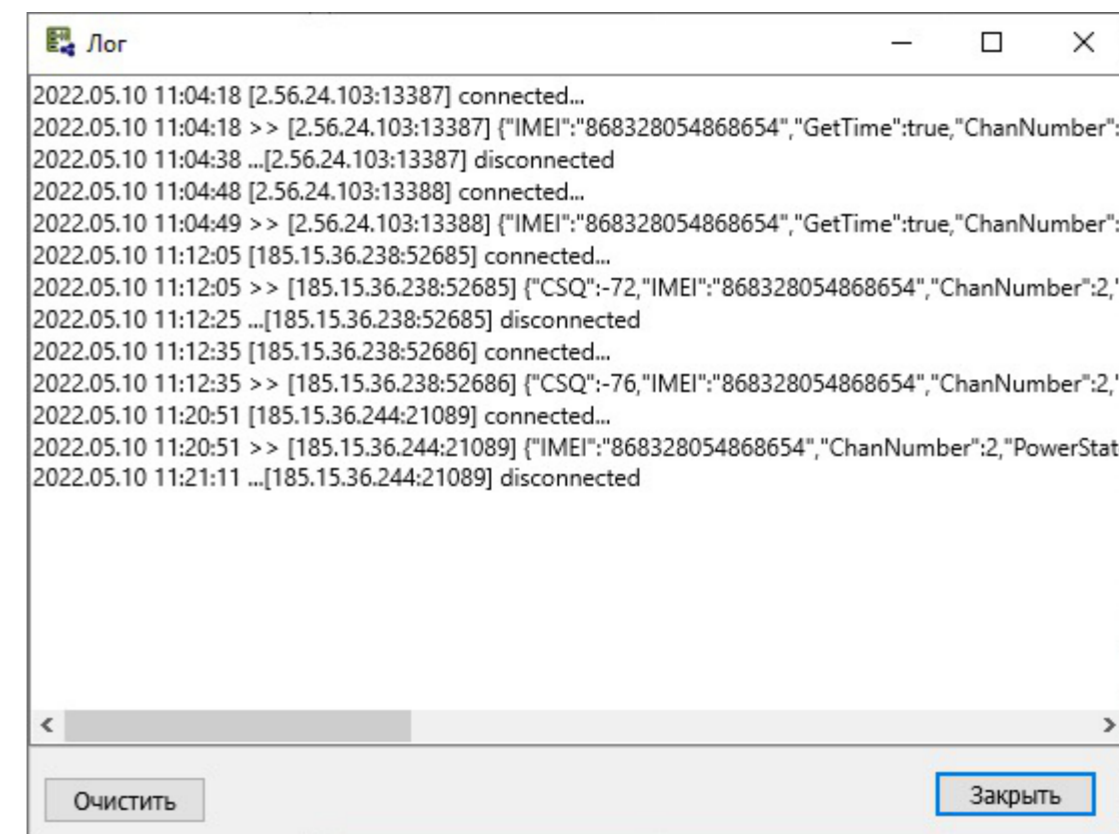 Лог
2022.05.10 11:04:18 [2.56.24.103:13387] connected...
2022.05.10 11:04:18 >> [2.56.24.103:13387] {"IMEI":"868328054868654","GetTime":true,"ChanNumber":
2022.05.10 11:04:38 ...[2.56.24.103:13387] disconnected
2022.05.10 11:04:48 [2.56.24.103:13388] connected...
2022.05.10 11:04:49 >> [2.56.24.103:13388] {"IMEI":"868328054868654","GetTime":true,"ChanNumber":
2022.05.10 11:12:05 [185.15.36.238:52685] connected...
2022.05.10 11:12:05 >> [185.15.36.238:52685] {"CSQ":-72,"IMEI":"868328054868654","ChanNumber":2,"
2022.05.10 11:12:25 ...[185.15.36.238:52685] disconnected
2022.05.10 11:12:35 [185.15.36.238:52686] connected...
2022.05.10 11:12:35 >> [185.15.36.238:52686] {"CSQ":-76,"IMEI":"868328054868654","ChanNumber":2,"
2022.05.10 11:20:51 [185.15.36.244:21089] connected...
2022.05.10 11:20:51 >> [185.15.36.244:21089] {"IMEI":"868328054868654","ChanNumber":2,"PowerStat
2022.05.10 11:21:11 ...[185.15.36.244:21089] disconnected
Очистить
Закрыть